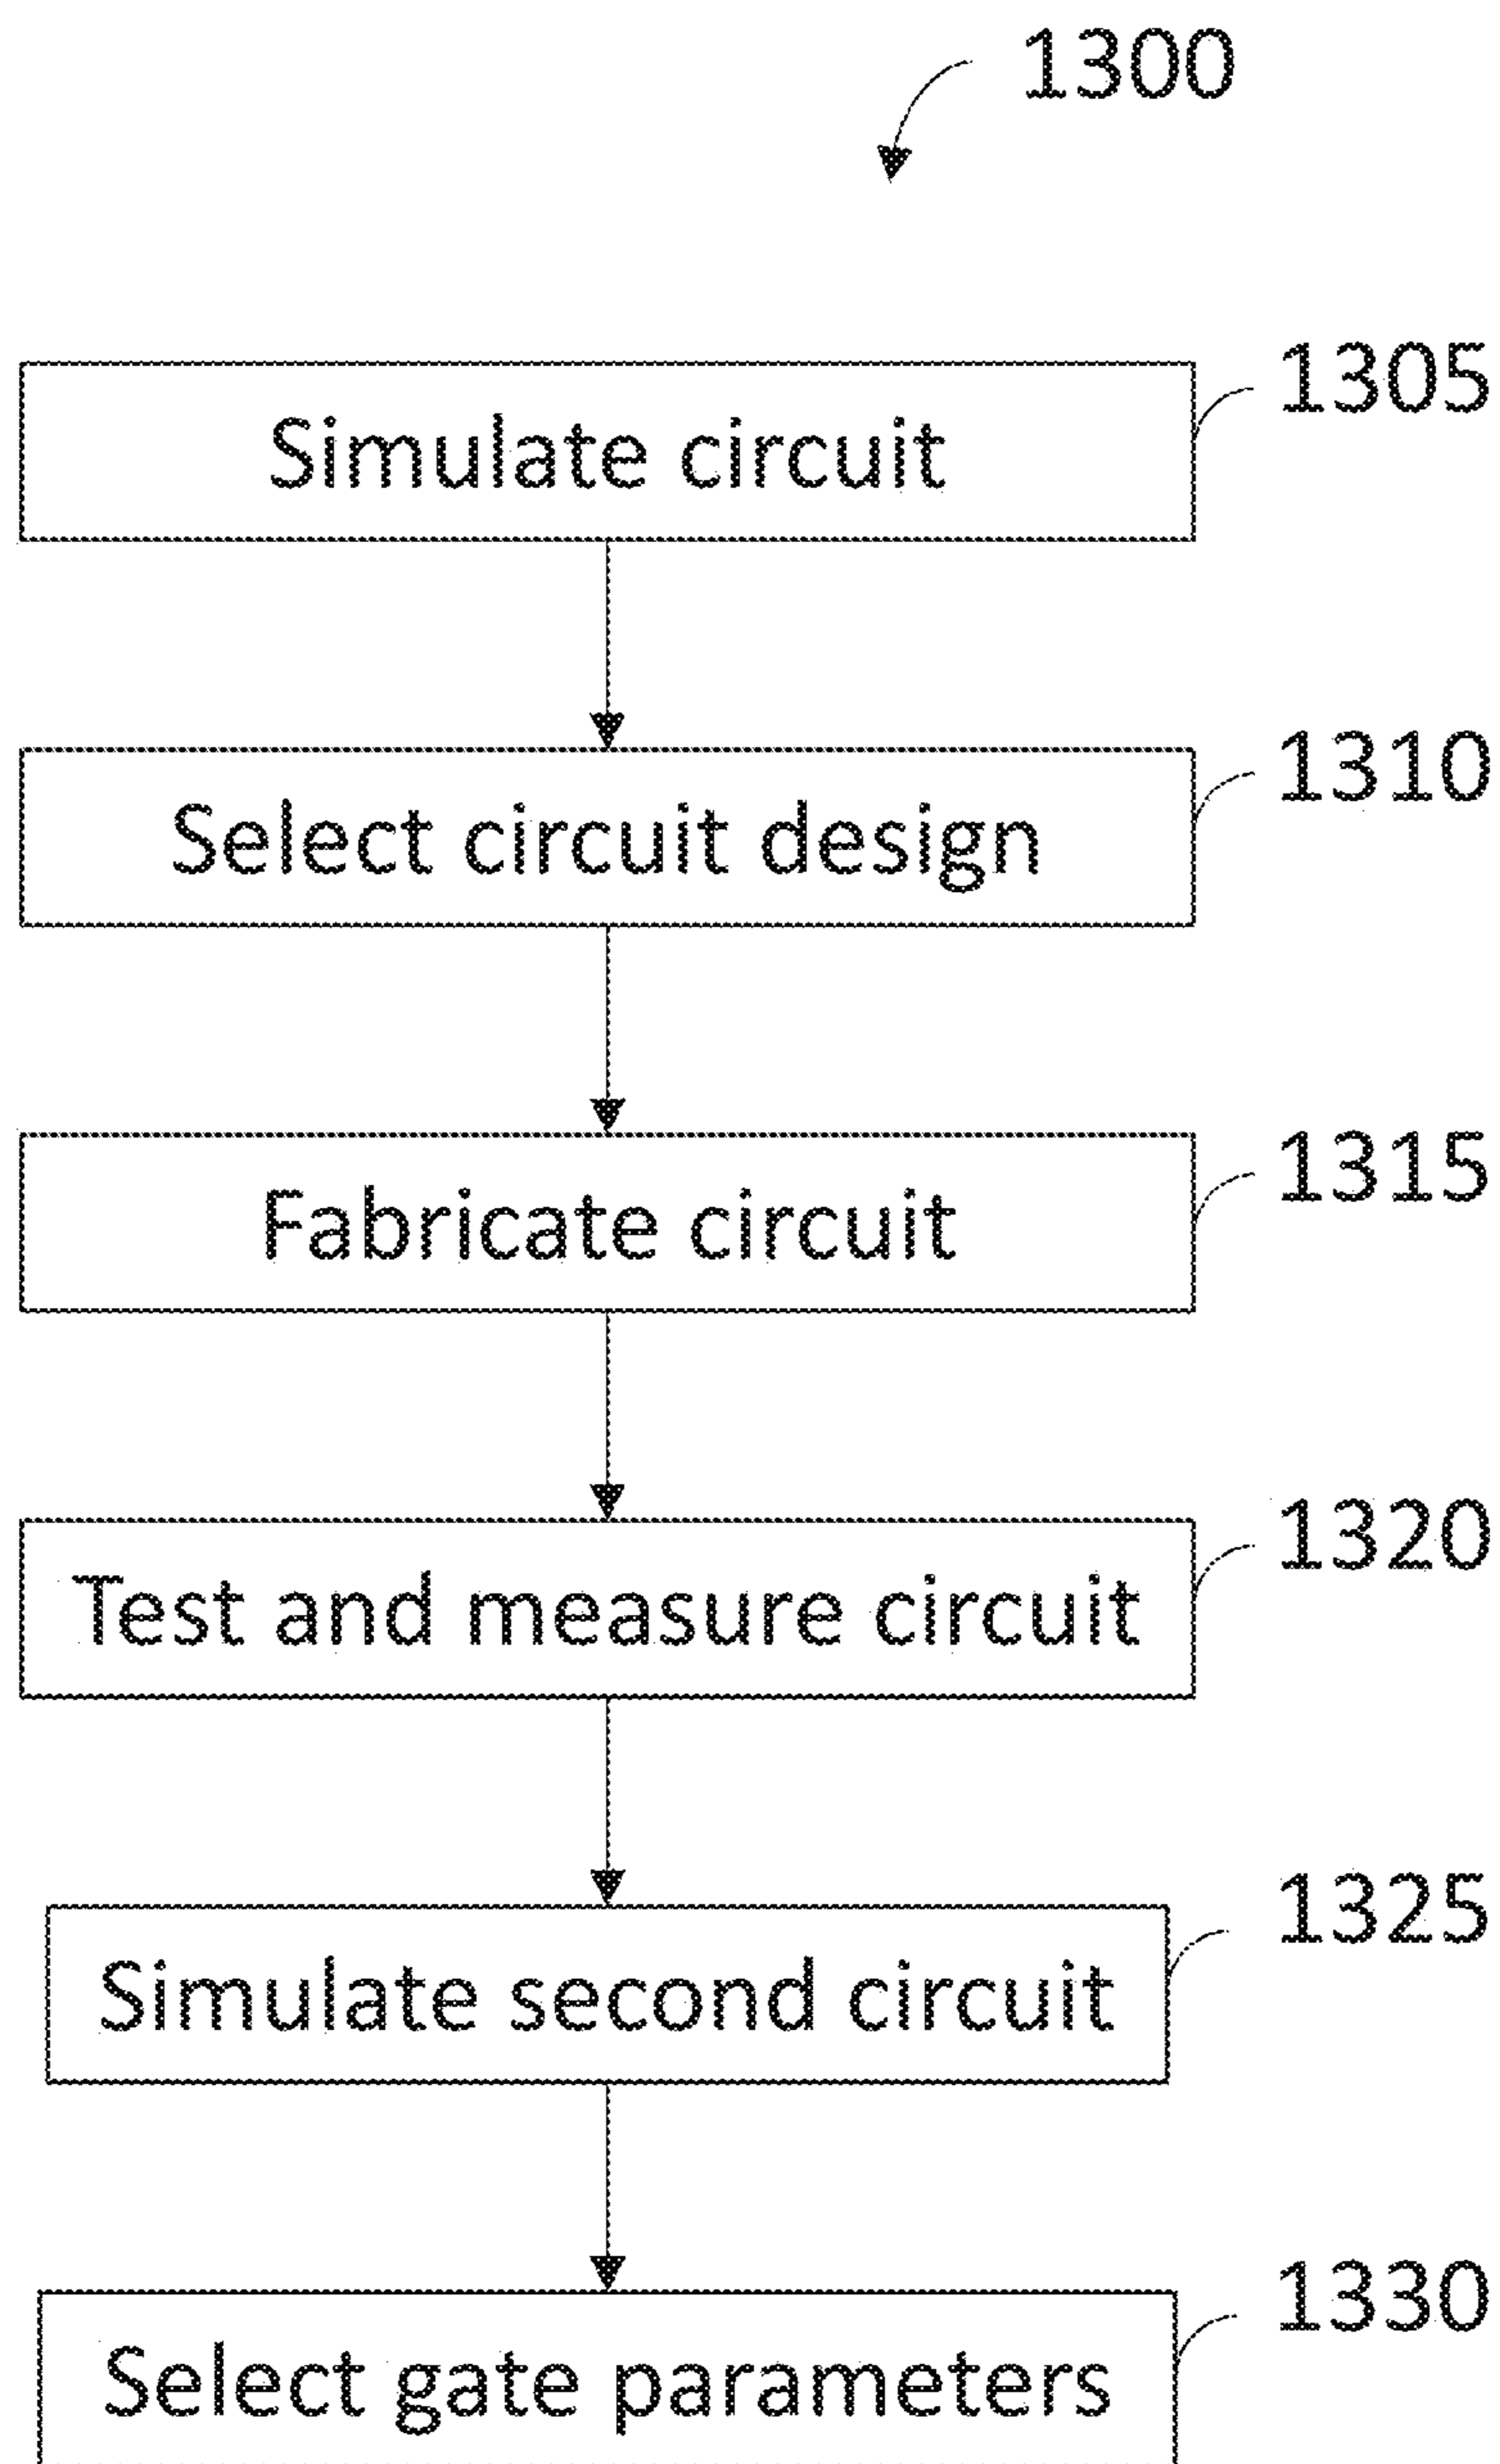 1300
Simulate circuit
1305
Select circuit design
1310
Fabricate circuit
1315
Test and measure circuit
1320
Simulate second circuit
1325
Select gate parameters
1330